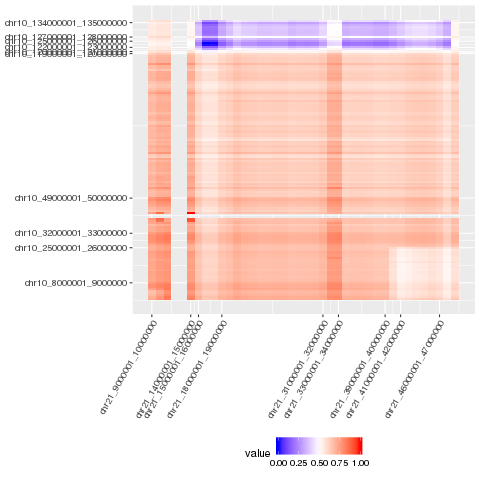 chr10_134000001_135000000
chr10_127000001_128000000
chr10_49000001_50000000
chr10_32000001_33000000
chr10_25000001_26000000
chr10_8000001_9000000
chr21_9000001_10000000
chr21_14000001_15000000
chr21_15000001_16000000
chr21_18000001_19000000
chr21_31000001_32000000
chr21_33000001_34000000
chr21_39000001_40000000
chr21_41000001_42000000
chr21_46000001_47000000
value
0.00 0.25 0.50 0.75 1.00